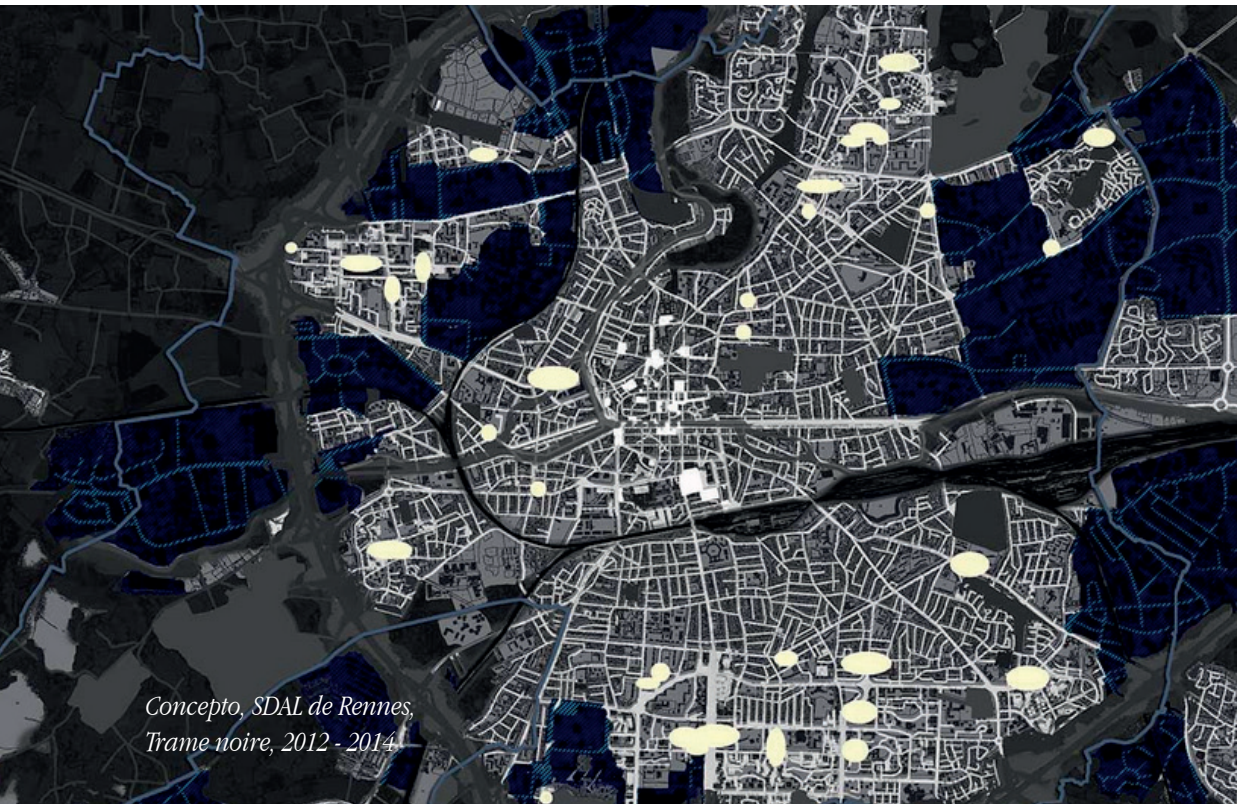 Concepto, SDAL de Rennes,
Trame noire, 2012 - 2014